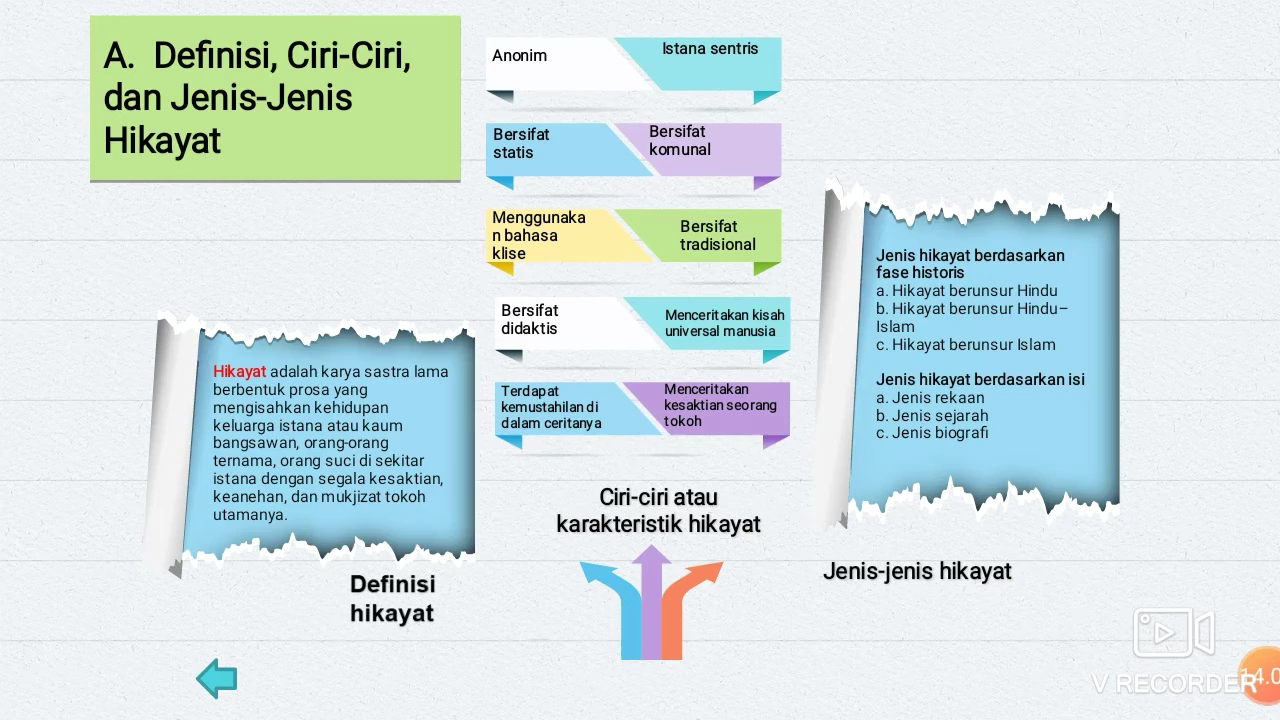 A. Definisi, Ciri-Ciri,
dan Jenis-Jenis
Hikayat
Hikayat adalah karya sastra lama
berbentuk prosa yang
mengisahkan kehidupan
keluarga istana atau kaum
bangsawan, orang-orang
ternama, orang suci di sekitar
istana dengan segala kesaktian,
keanehan, dan mukjizat tokoh
utamanya.
Definisi
hikayat
Anonim
Istana sentris
Bersifat
statis
Bersifat
komunal
Menggunaka
n bahasa
klise
Bersifat
tradisional
Bersifat
didaktis
Menceritakan kisah
universal manusia
Terdapat
kemustahilan di
dalam ceritanya
Menceritakan
kesaktian seorang
tokoh
Ciri-ciri atau
karakteristik hikayat
Jenis hikayat berdasarkan
fase historis
a. Hikayat berunsur Hindu
b. Hikayat berunsur Hindu–
Islam
c. Hikayat berunsur Islam
Jenis hikayat berdasarkan isi
a. Jenis rekaan
b. Jenis sejarah
c. Jenis biografi
Jenis-jenis hikayat
V RECORDER